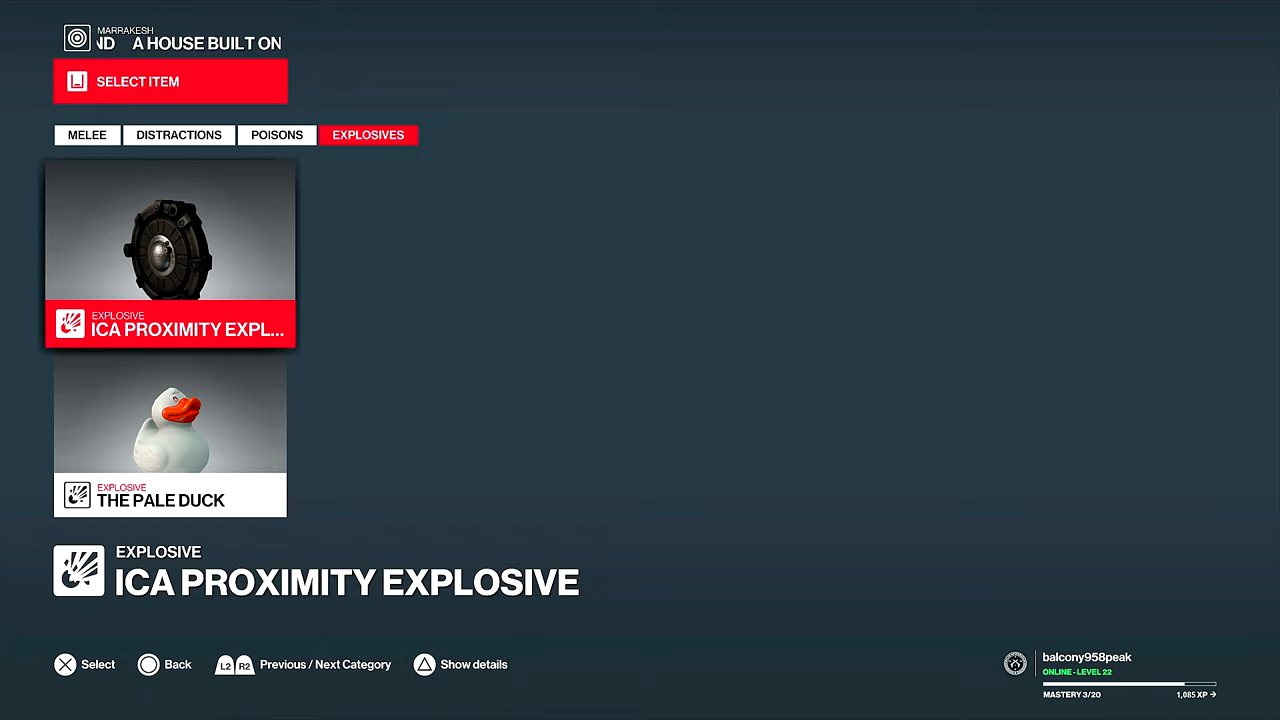 MARRAKESH
ND A HOUSE BUILT ON
SELECT ITEM
MELEE DISTRACTIONS POISONS EXPLOSIVES
EXPLOSIVE
ICA PROXIMITY EXPL...
EXPLOSIVE
THE PALE DUCK
EXPLOSIVE
ICA PROXIMITY EXPLOSIVE
Select Back L2 R2 Previous / Next Category Show details
balcony958peak
ONLINE - LEVEL 22
MASTERY 3/20 1,085 XP →